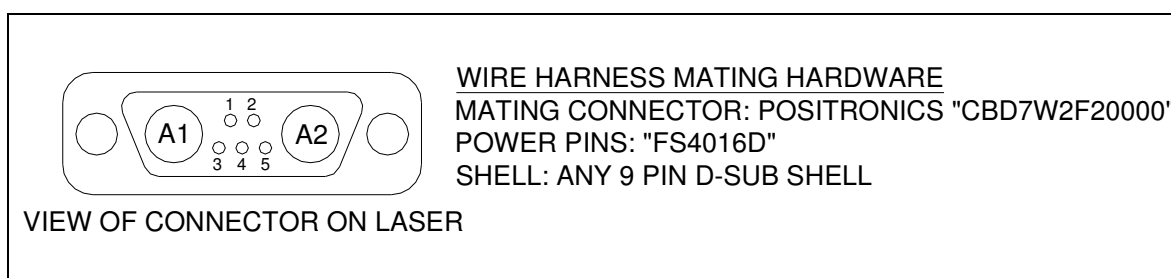 WIRE HARNESS MATING HARDWARE
MATING CONNECTOR: POSITRONICS "CBD7W2F20000"
POWER PINS: "FS4016D"
SHELL: ANY 9 PIN D-SUB SHELL
1 2
A1 A2
3 4 5
VIEW OF CONNECTOR ON LASER